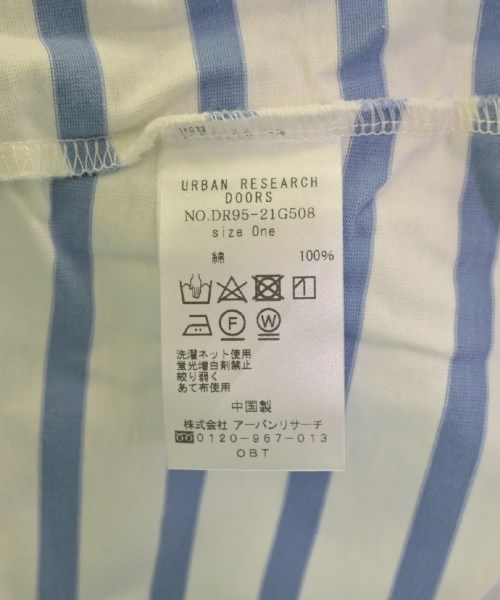 URBAN RESEARCH
DOORS
NO.DR95-21G508
size One
綿 100%
F W
洗濯ネット使用
蛍光増白剤禁止
絞り弱く
あて布使用
中国製
株式会社 アーバンリサーチ
0120-967-013
OBT